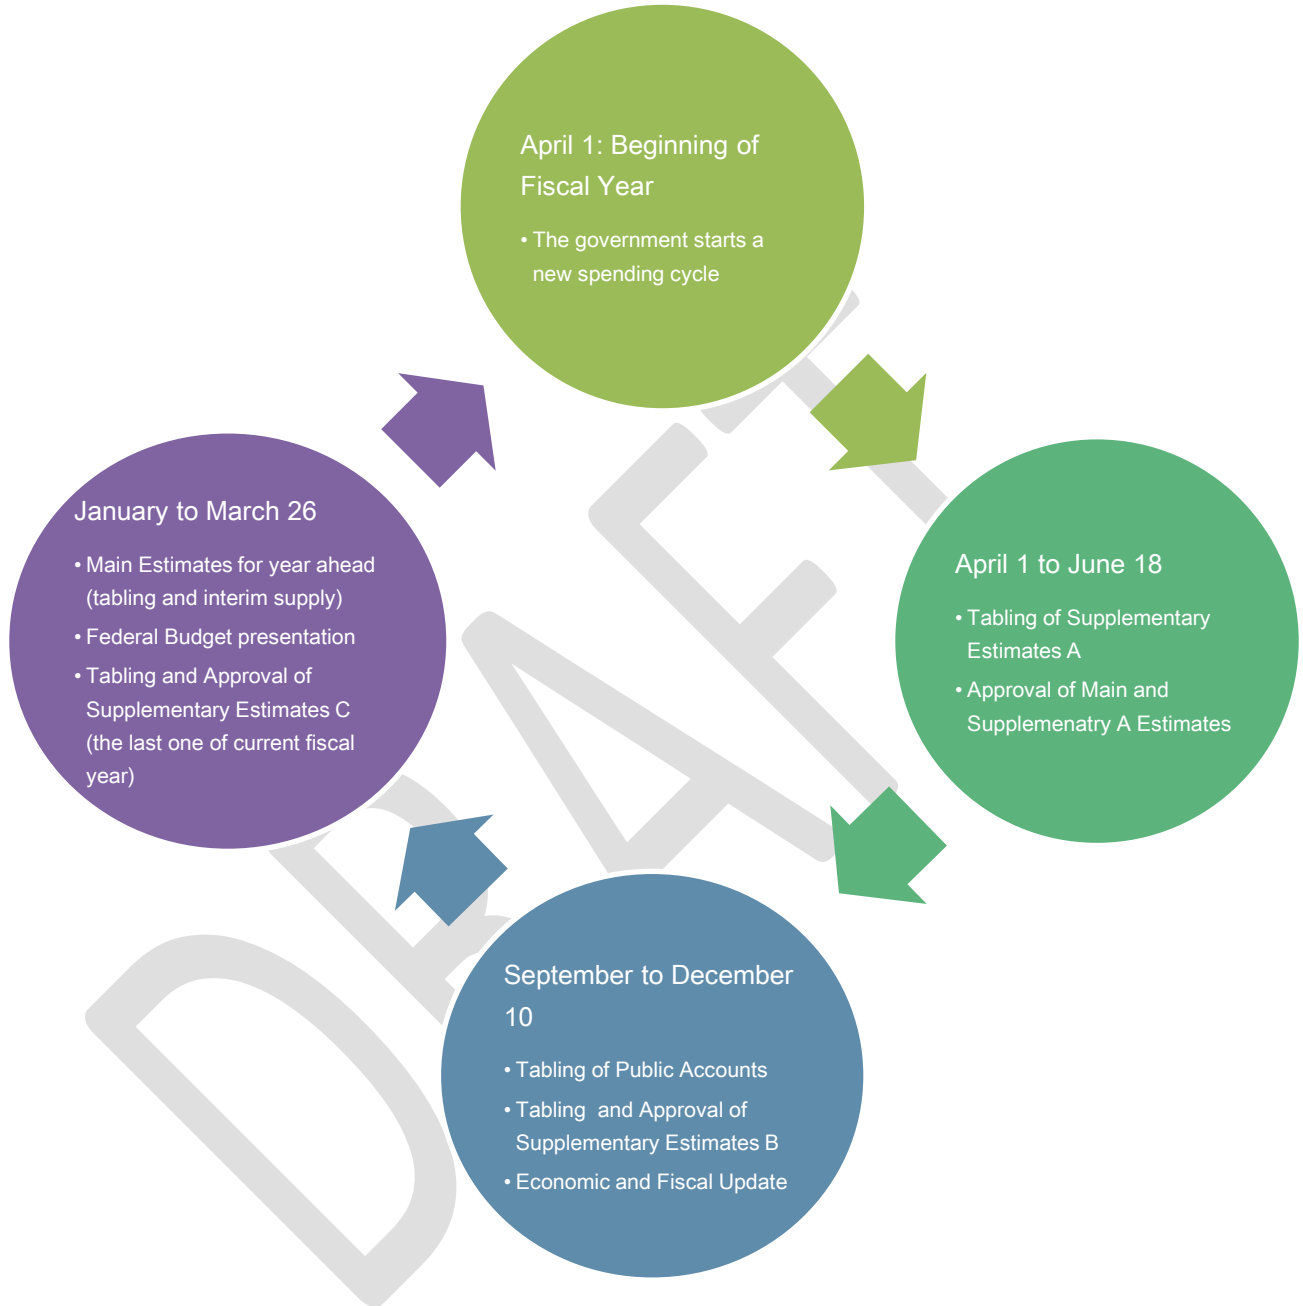 April 1: Beginning of
Fiscal Year
• The government starts a
new spending cycle
April 1 to June 18
• Tabling of Supplementary
Estimates A
• Approval of Main and
Supplemenatry A Estimates
September to December
10
• Tabling of Public Accounts
• Tabling  and Approval of
Supplementary Estimates B
• Economic and Fiscal Update
January to March 26
• Main Estimates for year ahead
(tabling and interim supply)
• Federal Budget presentation
• Tabling and Approval of
Supplementary Estimates C
(the last one of current fiscal
year)
DRAFT